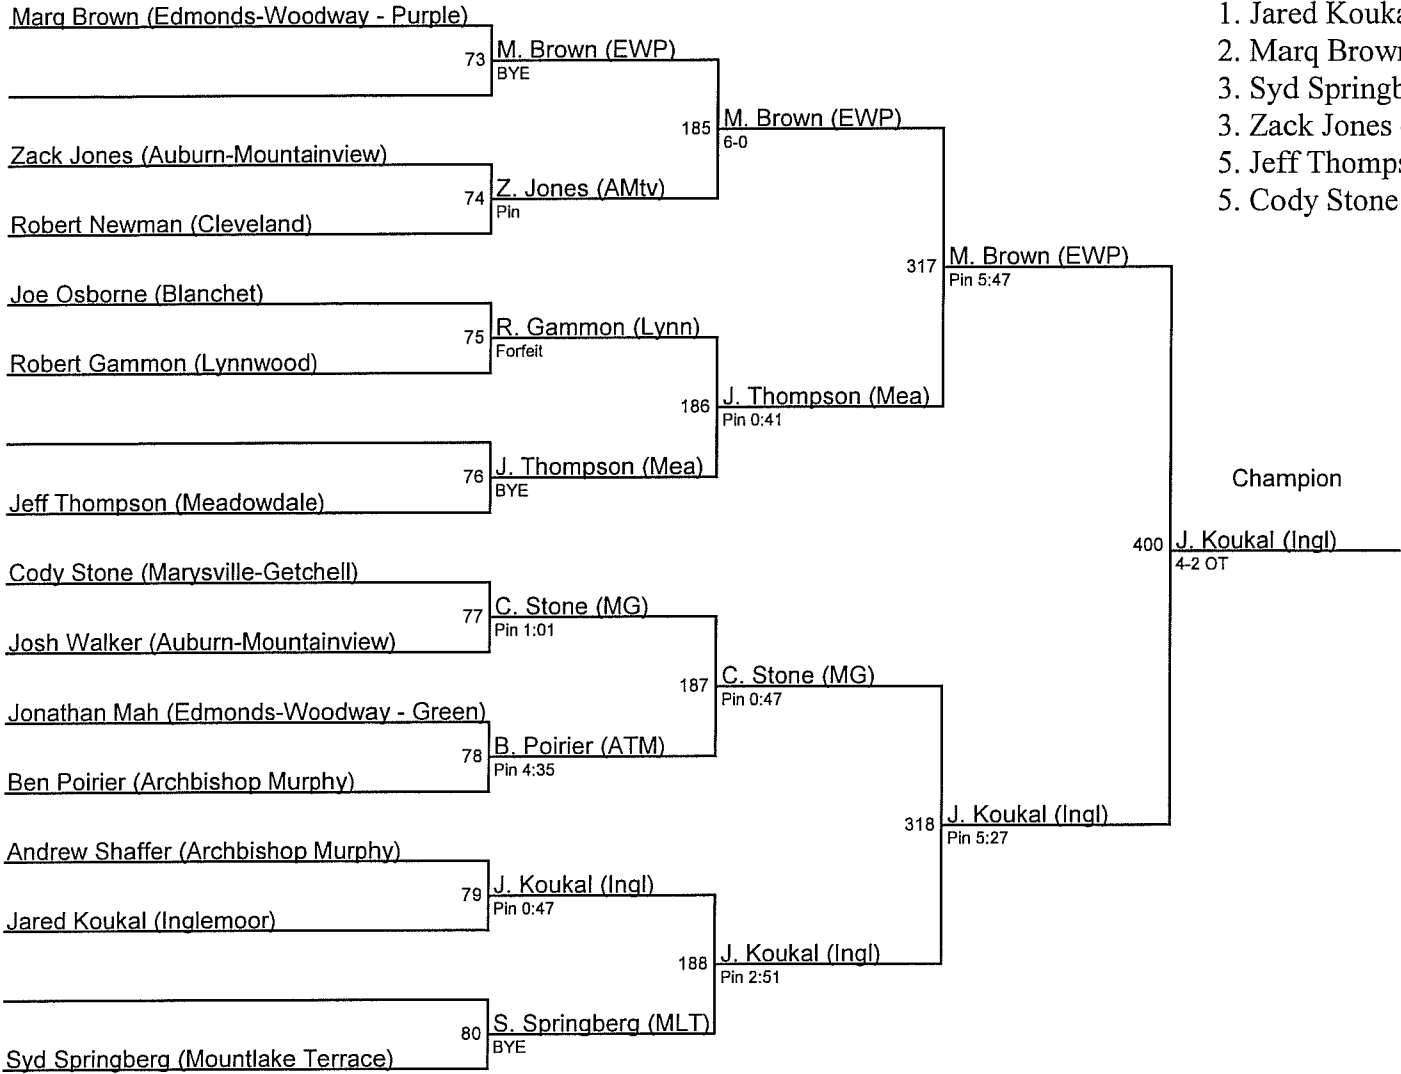 Marq Brown (Edmonds-Woodway - Purple)
73
M. Brown (EWP)
BYE
185
M. Brown (EWP)
6-0
Zack Jones (Auburn-Mountainview)
74
Z. Jones (AMtv)
Pin
Robert Newman (Cleveland)
317
M. Brown (EWP)
Pin 5:47
Joe Osborne (Blanchet)
75
R. Gammon (Lynn)
Forfeit
Robert Gammon (Lynnwood)
186
J. Thompson (Mea)
Pin 0:41
76
J. Thompson (Mea)
BYE
Jeff Thompson (Meadowdale)
Champion
400
J. Koukal (Ingl)
4-2 OT
Cody Stone (Marysville-Getchell)
77
C. Stone (MG)
Pin 1:01
Josh Walker (Auburn-Mountainview)
187
C. Stone (MG)
Pin 0:47
Jonathan Mah (Edmonds-Woodway - Green)
78
B. Poirier (ATM)
Pin 4:35
Ben Poirier (Archbishop Murphy)
318
J. Koukal (Ingl)
Pin 5:27
Andrew Shaffer (Archbishop Murphy)
79
J. Koukal (Ingl)
Pin 0:47
Jared Koukal (Inglemoor)
188
J. Koukal (Ingl)
Pin 2:51
80
S. Springberg (MLT)
BYE
Syd Springberg (Mountlake Terrace)
1. Jared Kouka
2. Marq Brown
3. Syd Springb
3. Zack Jones
5. Jeff Thomps
5. Cody Stone